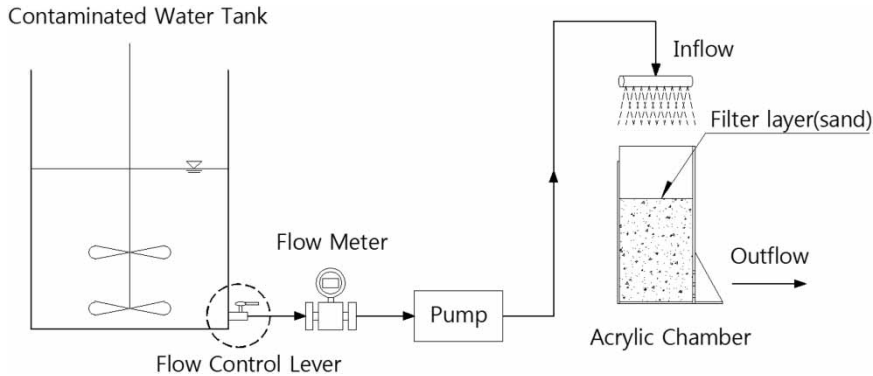 Contaminated Water Tank
Inflow
Filter layer(sand)
Flow Meter
Outflow
Pump
Acrylic Chamber
Flow Control Lever